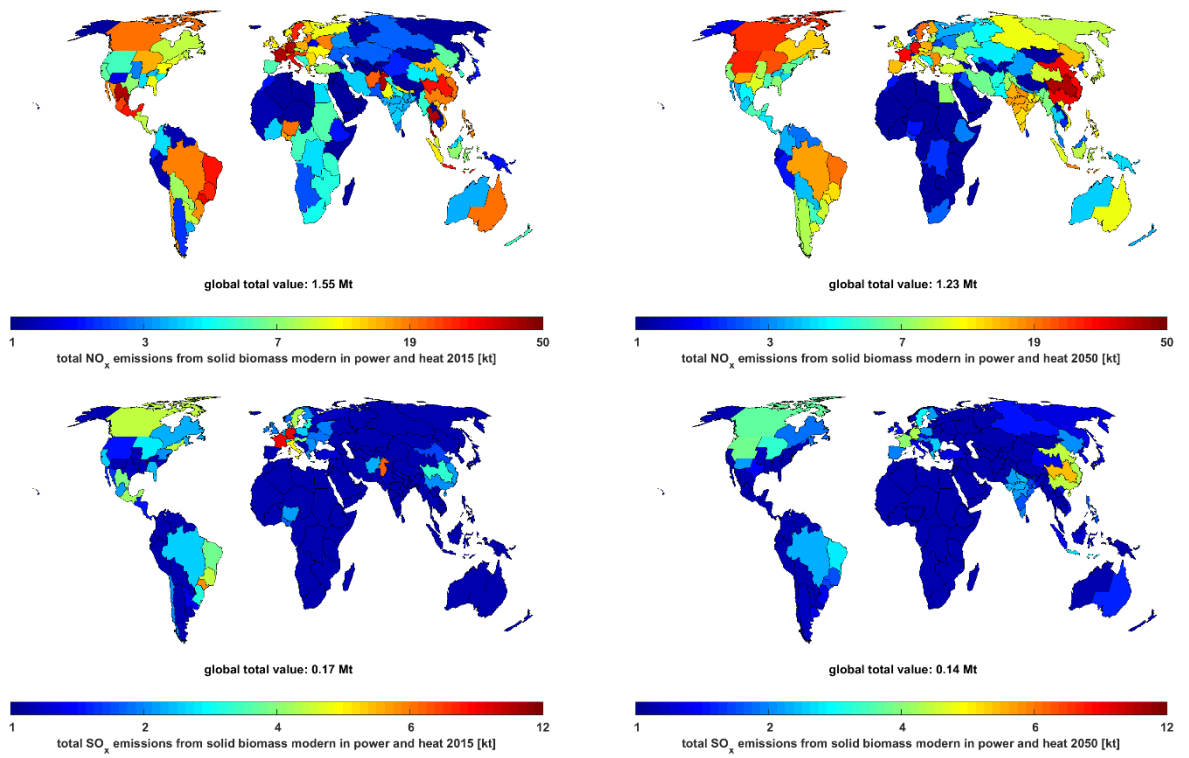 global total value: 1.55 Mt
1 3 7 19 50
total NOx emissions from solid biomass modern in power and heat 2015 [kt]
global total value: 1.23 Mt
1 3 7 19 50
total NOx emissions from solid biomass modern in power and heat 2050 [kt]
global total value: 0.17 Mt
1 2 4 6 12
total SOx emissions from solid biomass modern in power and heat 2015 [kt]
global total value: 0.14 Mt
1 2 4 6 12
total SOx emissions from solid biomass modern in power and heat 2050 [kt]